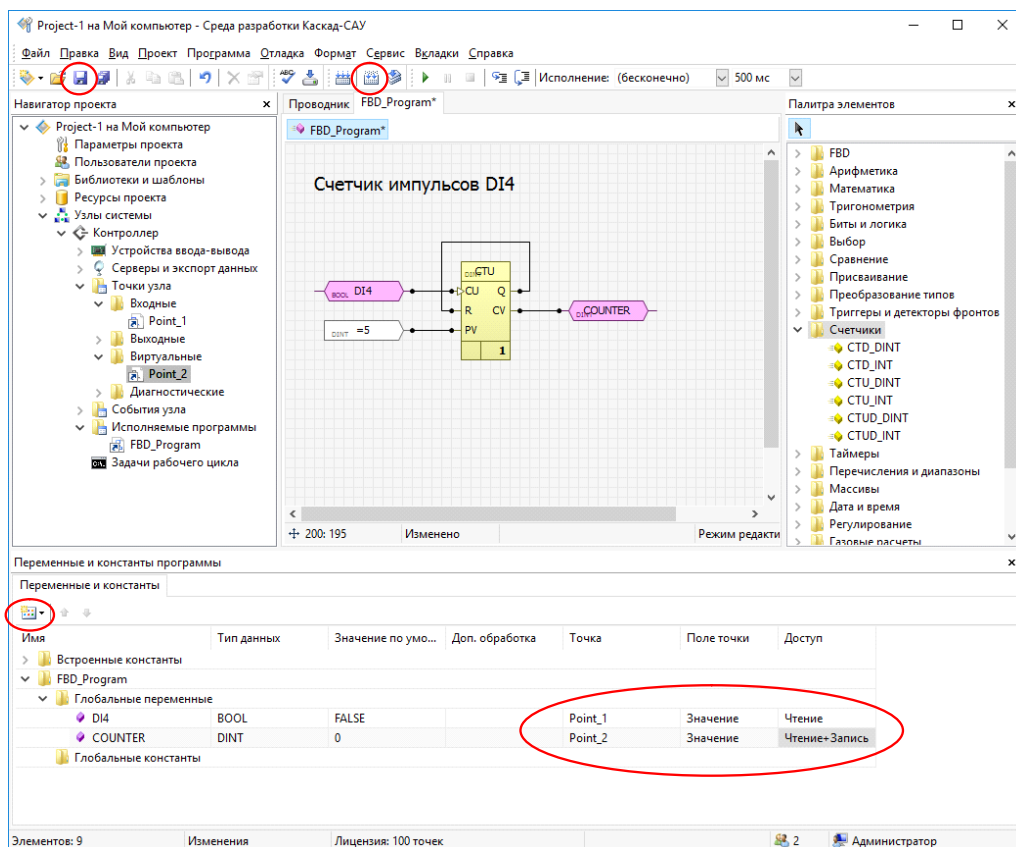 Project-1 на Мой компьютер - Среда разработки Каскад-САУ
Файл Правка Вид Проект Программа Отладка Формат Сервис Вкладки Справка
Исполнение: (бесконечно) 500 мс
Навигатор проекта
Project-1 на Мой компьютер
Параметры проекта
Пользователи проекта
Библиотеки и шаблоны
Ресурсы проекта
Узлы системы
Контроллер
Устройства ввода-вывода
Серверы и экспорт данных
Точки узла
Входные
Point_1
Выходные
Виртуальные
Point_2
Диагностические
События узла
Исполняемые программы
FBD_Program
Задачи рабочего цикла
Проводник FBD_Program*
FBD_Program*
Счетчик импульсов DI4
CTU
BOOL DI4 CU Q
R CV COUNTER
DINT =5 PV
1
200: 195 Изменено Режим редакти
Палитра элементов
FBD
Арифметика
Математика
Тригонометрия
Биты и логика
Выбор
Сравнение
Присваивание
Преобразование типов
Триггеры и детекторы фронтов
Счетчики
CTD_DINT
CTD_INT
CTU_DINT
CTU_INT
CTUD_DINT
CTUD_INT
Таймеры
Перечисления и диапазоны
Массивы
Дата и время
Регулирование
Газовые расчеты
Переменные и константы программы
Переменные и константы
Имя Тип данных Значение по умо... Доп. обработка Точка Поле точки Доступ
Встроенные константы
FBD_Program
Глобальные переменные
DI4 BOOL FALSE Point_1 Значение Чтение
COUNTER DINT 0 Point_2 Значение Чтение+Запись
Глобальные константы
Элементов: 9 Изменения Лицензия: 100 точек 2 Администратор